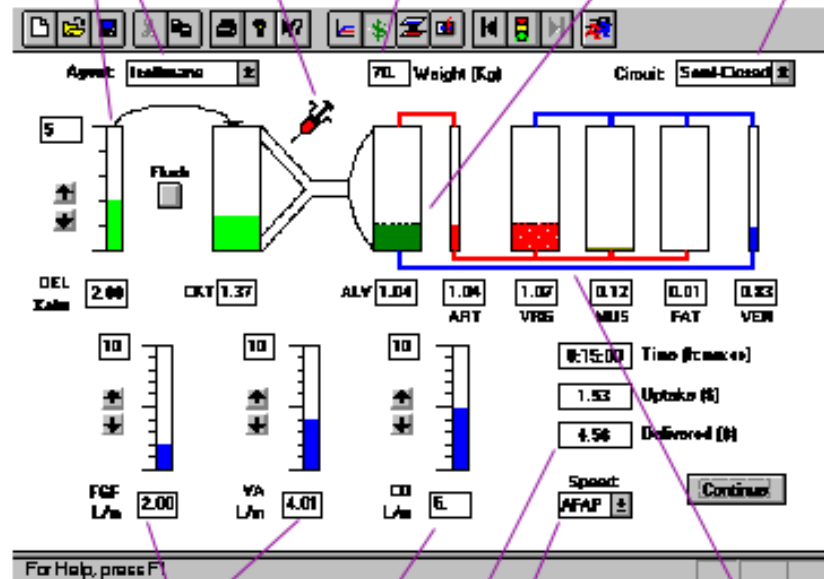 Agent: Isoflurane 70. Weight (Kg) Circuit: Semi-Closed
5
Flush
DEL 2.00 CKT 1.37 ALV 1.04 1.04 1.07 0.12 0.01 0.83
ART VRG MUS FAT VEN
10 10 10
0:15:00 Time
1.53 Uptake ($)
4.56 Delivered ($)
Speed:
FGF L/m 2.00 VA L/m 4.01 CO L/m AFAP Continue
For Help, press F1